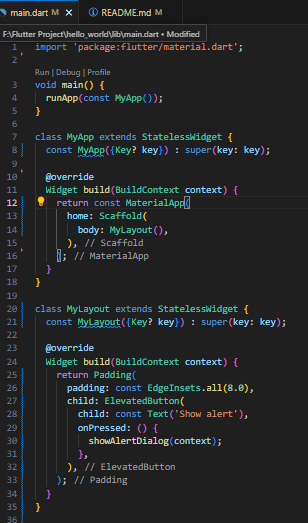 main.dart M
README.md M
F:\Flutter Project\hello_world\lib\main.dart • Modified
1 import 'package:flutter/material.dart';
2
Run | Debug | Profile
3 void main() {
4   runApp(const MyApp());
5 }
6
7 class MyApp extends StatelessWidget {
8   const MyApp({Key? key}) : super(key: key);
9
10   @override
11   Widget build(BuildContext context) {
12     return const MaterialApp(
13       home: Scaffold(
14         body: MyLayout(),
15       ), // Scaffold
16     ); // MaterialApp
17   }
18 }
19
20 class MyLayout extends StatelessWidget {
21   const MyLayout({Key? key}) : super(key: key);
22
23   @override
24   Widget build(BuildContext context) {
25     return Padding(
26       padding: const EdgeInsets.all(8.0),
27       child: ElevatedButton(
28         child: const Text('Show alert'),
29         onPressed: () {
30           showAlertDialog(context);
31         },
32       ), // ElevatedButton
33     ); // Padding
34   }
35 }
36